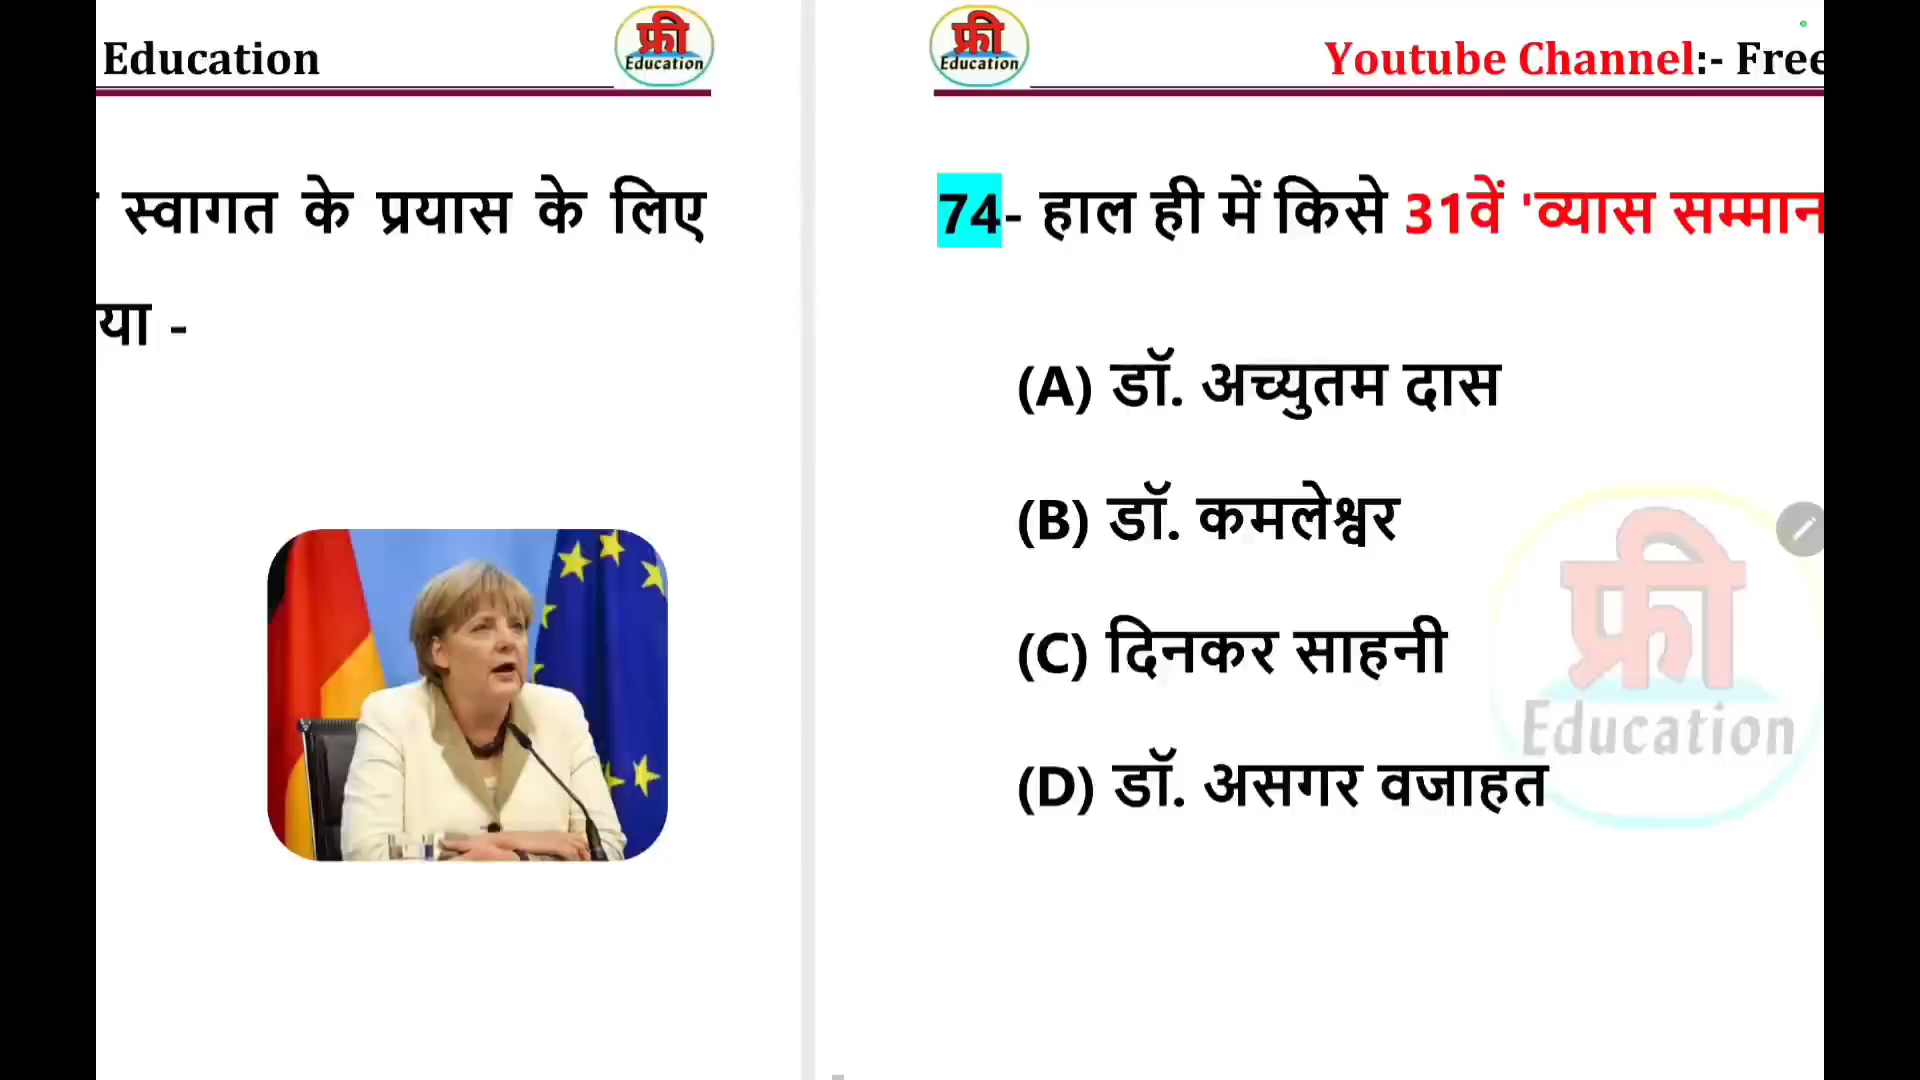 Education
फ्री
Education
स्वागत के प्रयास के लिए
या -
फ्री
Education
Youtube Channel:- Free
74- हाल ही में किसे 31वें 'व्यास सम्मान
(A) डॉ. अच्युतम दास
(B) डॉ. कमलेश्वर
(C) दिनकर साहनी
(D) डॉ. असगर वजाहत
फ्री
Education